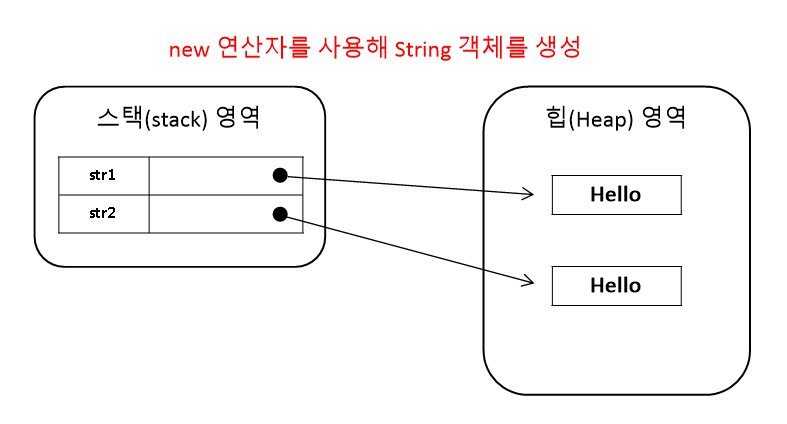 new 연산자를 사용해 String 객체를 생성
스택(stack) 영역
str1
str2
힙(Heap) 영역
Hello
Hello